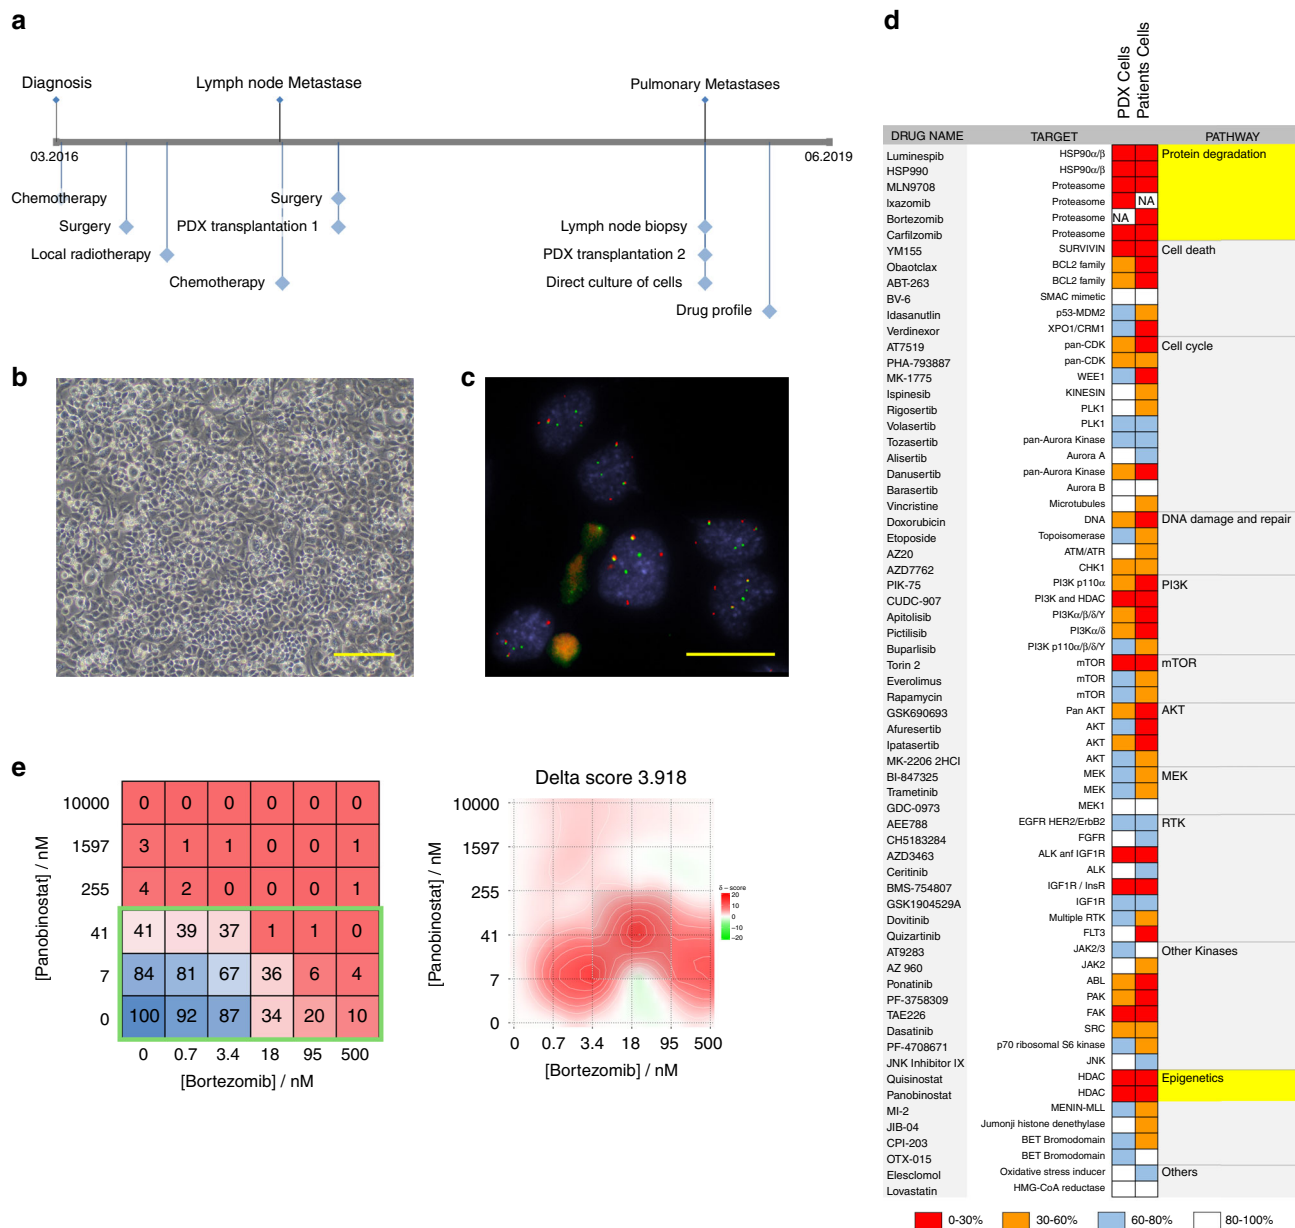 a
Diagnosis
Lymph node Metastase
Pulmonary Metastases
03.2016
06.2019
Chemotherapy
Surgery
Local radiotherapy
Surgery
PDX transplantation 1
Chemotherapy
Lymph node biopsy
PDX transplantation 2
Direct culture of cells
Drug profile
b
c
d
PDX Cells
Patients Cells
DRUG NAME TARGET PATHWAY
Luminespib HSP90α/β Protein degradation
HSP990 HSP90α/β
MLN9708 Proteasome
Ixazomib Proteasome NA
Bortezomib Proteasome NA
Carfilzomib Proteasome
YM155 SURVIVIN Cell death
Obaotclax BCL2 family
ABT-263 BCL2 family
BV-6 SMAC mimetic
Idasanutlin p53-MDM2
Verdinexor XPO1/CRM1
AT7519 pan-CDK Cell cycle
PHA-793887 pan-CDK
MK-1775 WEE1
Ispinesib KINESIN
Rigosertib PLK1
Volasertib PLK1
Tozasertib pan-Aurora Kinase
Alisertib Aurora A
Danusertib pan-Aurora Kinase
Barasertib Aurora B
Vincristine Microtubules
Doxorubicin DNA DNA damage and repair
Etoposide Topoisomerase
AZ20 ATM/ATR
AZD7762 CHK1
PIK-75 PI3K p110α PI3K
CUDC-907 PI3K and HDAC
Apitolisib PI3Kα/β/δ/Y
Pictilisib PI3Kα/δ
Buparlisib PI3K p110α/β/δ/Y
Torin 2 mTOR mTOR
Everolimus mTOR
Rapamycin mTOR
GSK690693 Pan AKT AKT
Afuresertib AKT
Ipatasertib AKT
MK-2206 2HCl AKT
BI-847325 MEK MEK
Trametinib MEK
GDC-0973 MEK1
AEE788 EGFR HER2/ErbB2 RTK
CH5183284 FGFR
AZD3463 ALK anf IGF1R
Ceritinib ALK
BMS-754807 IGF1R / InsR
GSK1904529A IGF1R
Dovitinib Multiple RTK
Quizartinib FLT3
AT9283 JAK2/3 Other Kinases
AZ 960 JAK2
Ponatinib ABL
PF-3758309 PAK
TAE226 FAK
Dasatinib SRC
PF-4708671 p70 ribosomal S6 kinase
JNK Inhibitor IX JNK
Quisinostat HDAC Epigenetics
Panobinostat HDAC
MI-2 MENIN-MLL
JIB-04 Jumonji histone denethylase
CPI-203 BET Bromodomain
OTX-015 BET Bromodomain
Elesclomol Oxidative stress inducer Others
Lovastatin HMG-CoA reductase
0-30% 30-60% 60-80% 80-100%
e
[Panobinostat] / nM
10000 0 0 0 0 0 0
1597 3 1 1 0 0 1
255 4 2 0 0 0 1
41 41 39 37 1 1 0
7 84 81 67 36 6 4
0 100 92 87 34 20 10
0 0.7 3.4 18 95 500
[Bortezomib] / nM
Delta score 3.918
[Panobinostat] / nM
10000
1597
255
41
7
0
0 0.7 3.4 18 95 500
[Bortezomib] / nM
δ – score
20
10
0
−10
−20